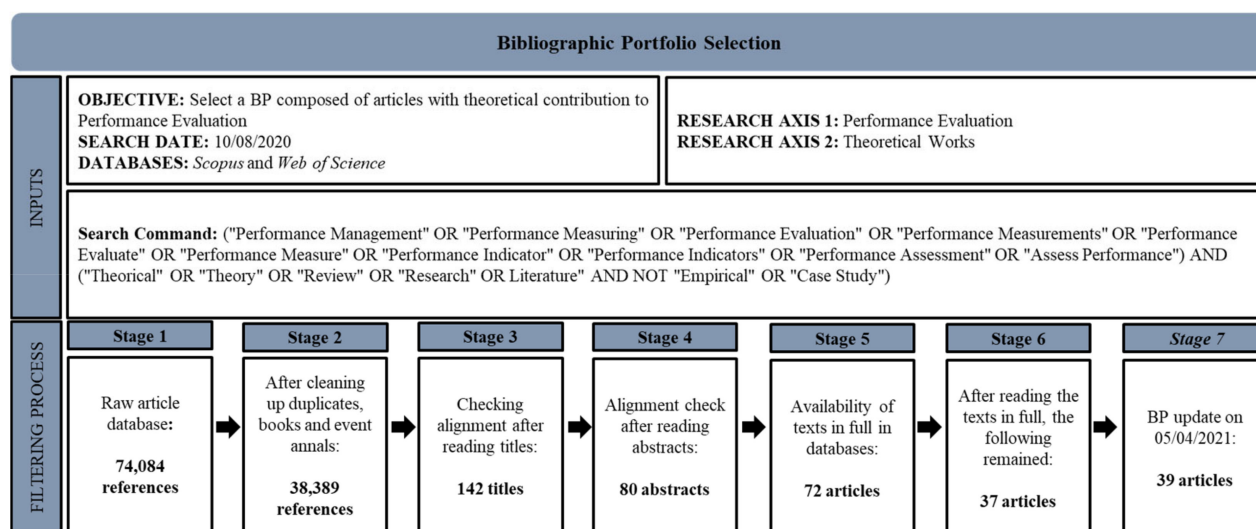 Bibliographic Portfolio Selection
INPUTS
OBJECTIVE: Select a BP composed of articles with theoretical contribution to
Performance Evaluation
SEARCH DATE: 10/08/2020
DATABASES: Scopus and Web of Science
RESEARCH AXIS 1: Performance Evaluation
RESEARCH AXIS 2: Theoretical Works
Search Command: ("Performance Management" OR "Performance Measuring" OR "Performance Evaluation" OR "Performance Measurements" OR "Performance
Evaluate" OR "Performance Measure" OR "Performance Indicator" OR "Performance Indicators" OR "Performance Assessment" OR "Assess Performance") AND
("Theorical" OR "Theory" OR "Review" OR "Research" OR Literature" AND NOT "Empirical" OR "Case Study")
FILTERING PROCESS
Stage 1
Raw article
database:
74,084
references
Stage 2
After cleaning
up duplicates,
books and event
annals:
38,389
references
Stage 3
Checking
alignment after
reading titles:
142 titles
Stage 4
Alignment check
after reading
abstracts:
80 abstracts
Stage 5
Availability of
texts in full in
databases:
72 articles
Stage 6
After reading the
texts in full, the
following
remained:
37 articles
Stage 7
BP update on
05/04/2021:
39 articles